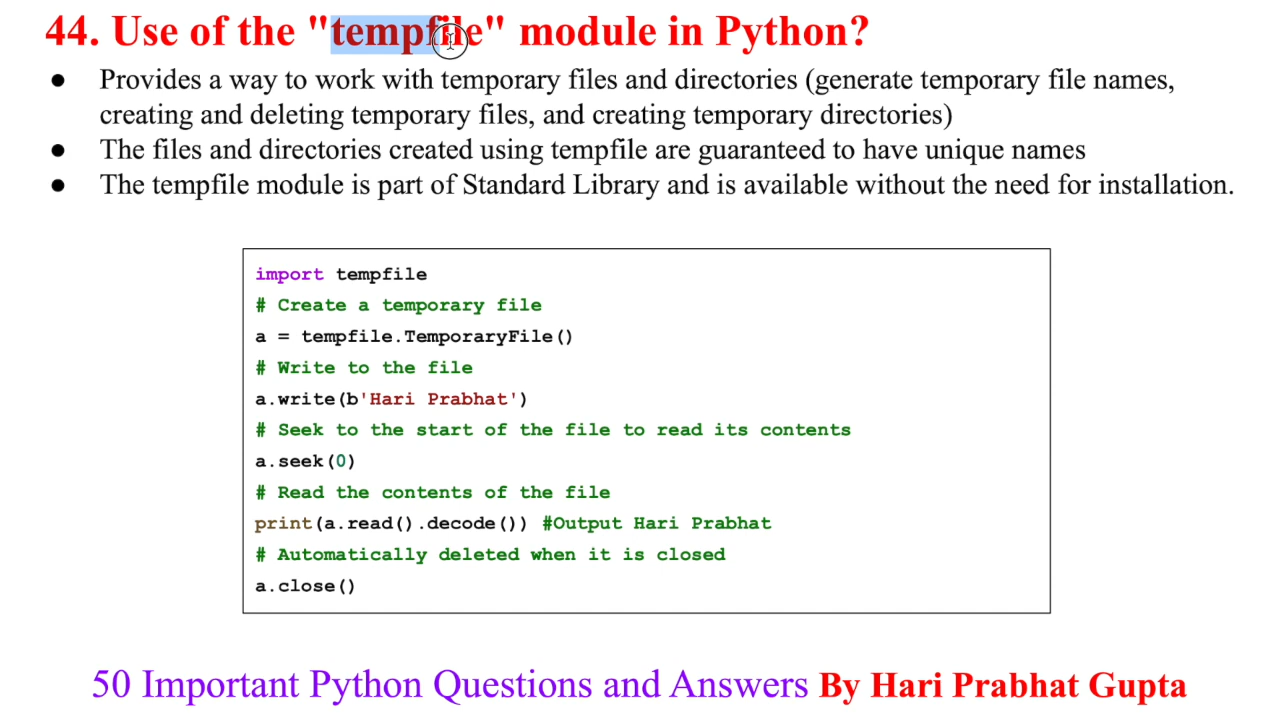 44. Use of the "tempfile" module in Python?
● Provides a way to work with temporary files and directories (generate temporary file names,
creating and deleting temporary files, and creating temporary directories)
● The files and directories created using tempfile are guaranteed to have unique names
● The tempfile module is part of Standard Library and is available without the need for installation.
import tempfile
# Create a temporary file
a = tempfile.TemporaryFile()
# Write to the file
a.write(b'Hari Prabhat')
# Seek to the start of the file to read its contents
a.seek(0)
# Read the contents of the file
print(a.read().decode()) #Output Hari Prabhat
# Automatically deleted when it is closed
a.close()
50 Important Python Questions and Answers By Hari Prabhat Gupta